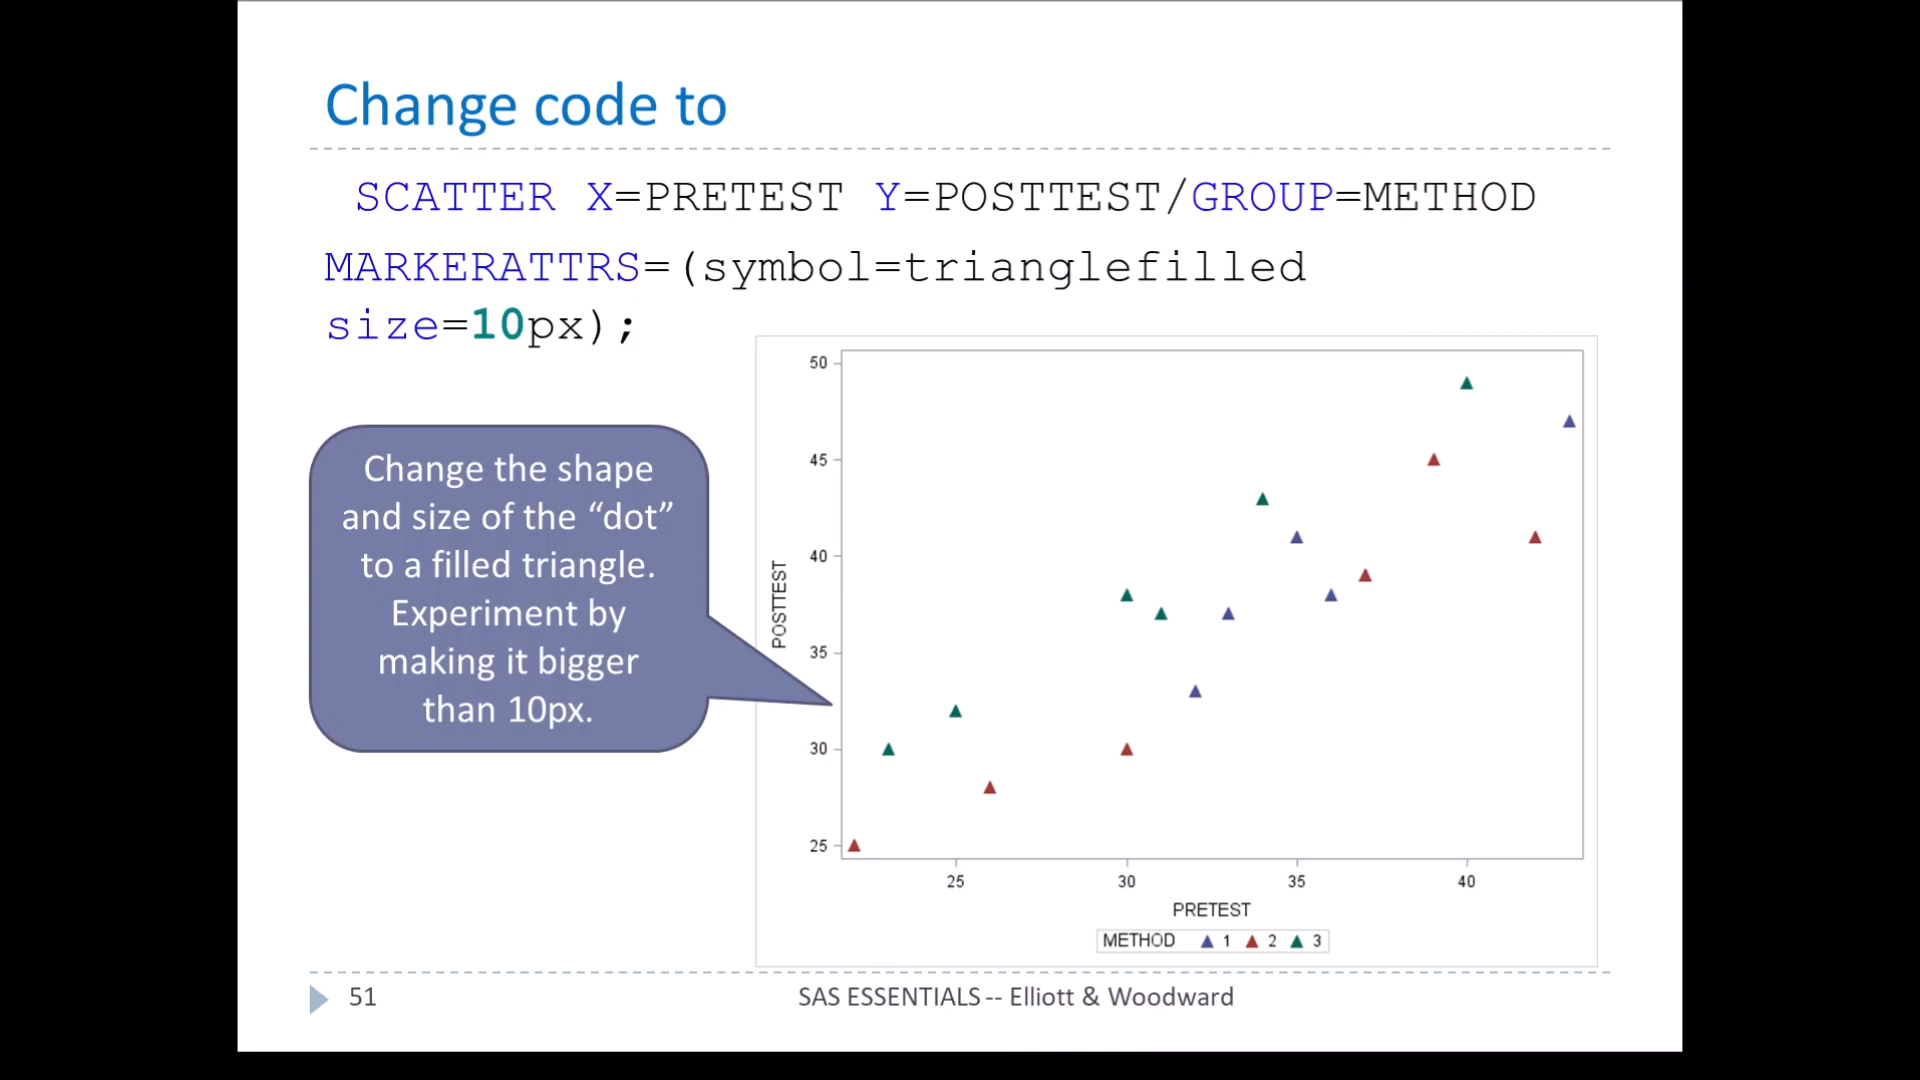 Change code to
SCATTER X=PRETEST Y=POSTTEST/GROUP=METHOD
MARKERATTRS=(symbol=trianglefilled
size=10px);
Change the shape
and size of the “dot”
to a filled triangle.
Experiment by
making it bigger
than 10px.
POSTTEST
50
45
40
35
30
25
25 30 35 40
PRETEST
METHOD 1 2 3
51
SAS ESSENTIALS -- Elliott & Woodward